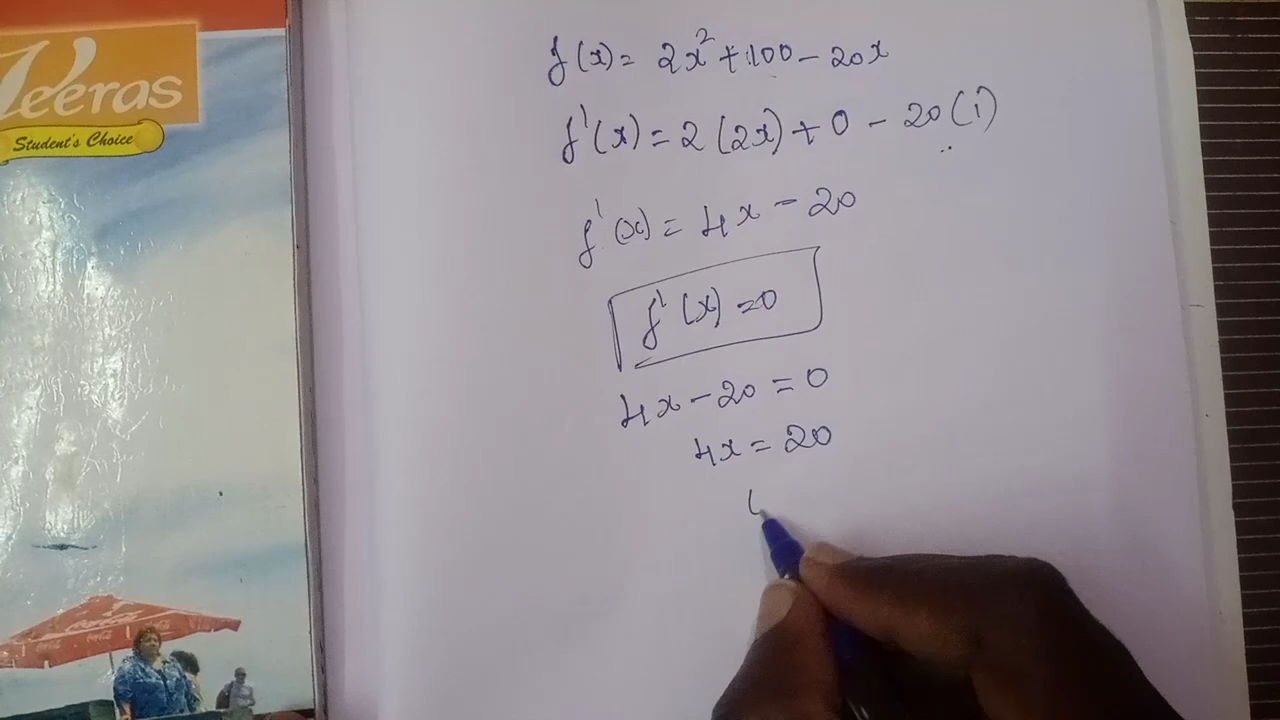 Veeras
Student's Choice
f(x) = 2x² + 100 - 20x
f'(x) = 2(2x) + 0 - 20(1)
f'(x) = 4x - 20
f'(x) = 0
4x - 20 = 0
4x = 20